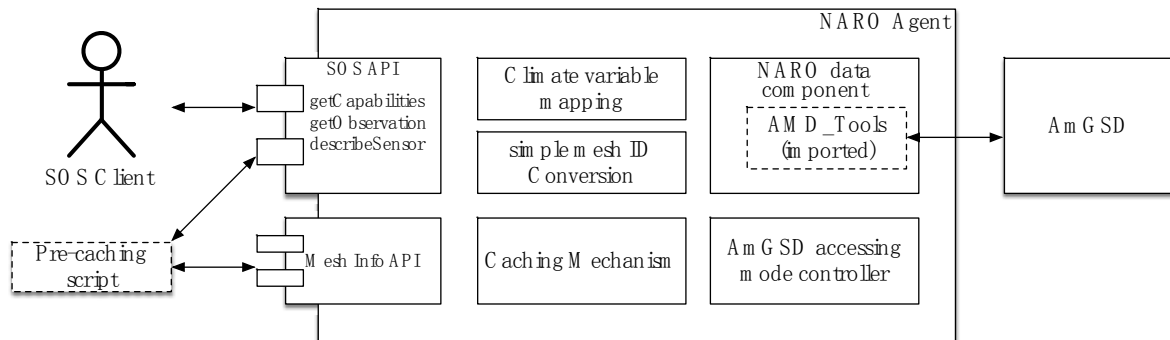 NARO Agent
SOS API
getCapabilities
getObservation
describeSensor
Climate variable
mapping
NARO data
component
AMD_Tools
(imported)
AmGSD
simple mesh ID
Conversion
SOS Client
Pre-caching
script
Mesh Info API
Caching Mechanism
AmGSD accessing
mode controller